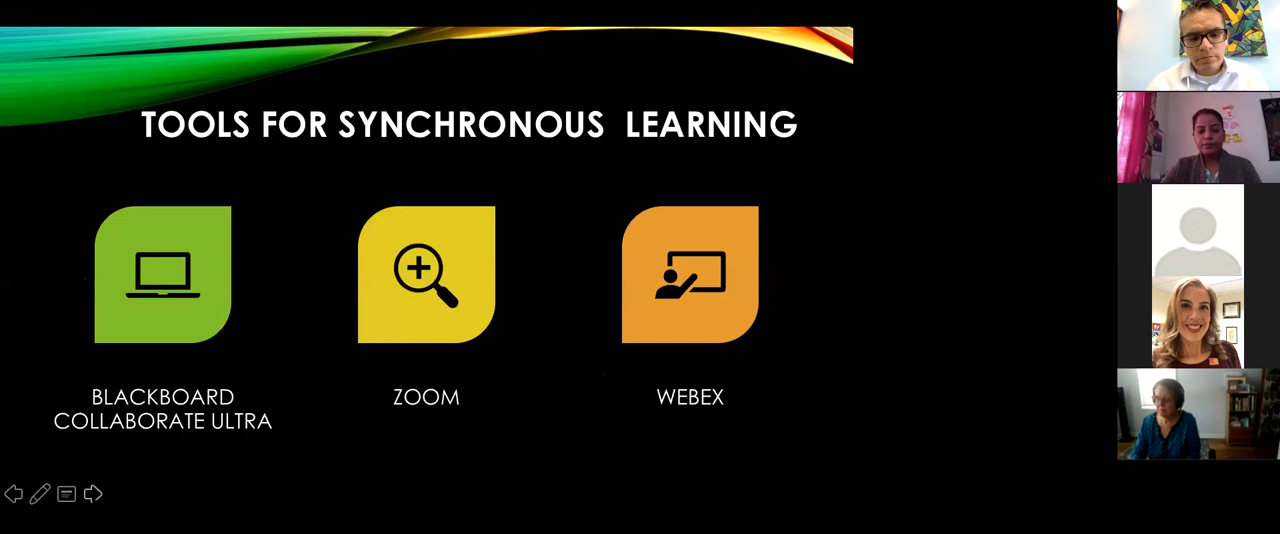 TOOLS FOR SYNCHRONOUS LEARNING
BLACKBOARD
COLLABORATE ULTRA
ZOOM
WEBEX